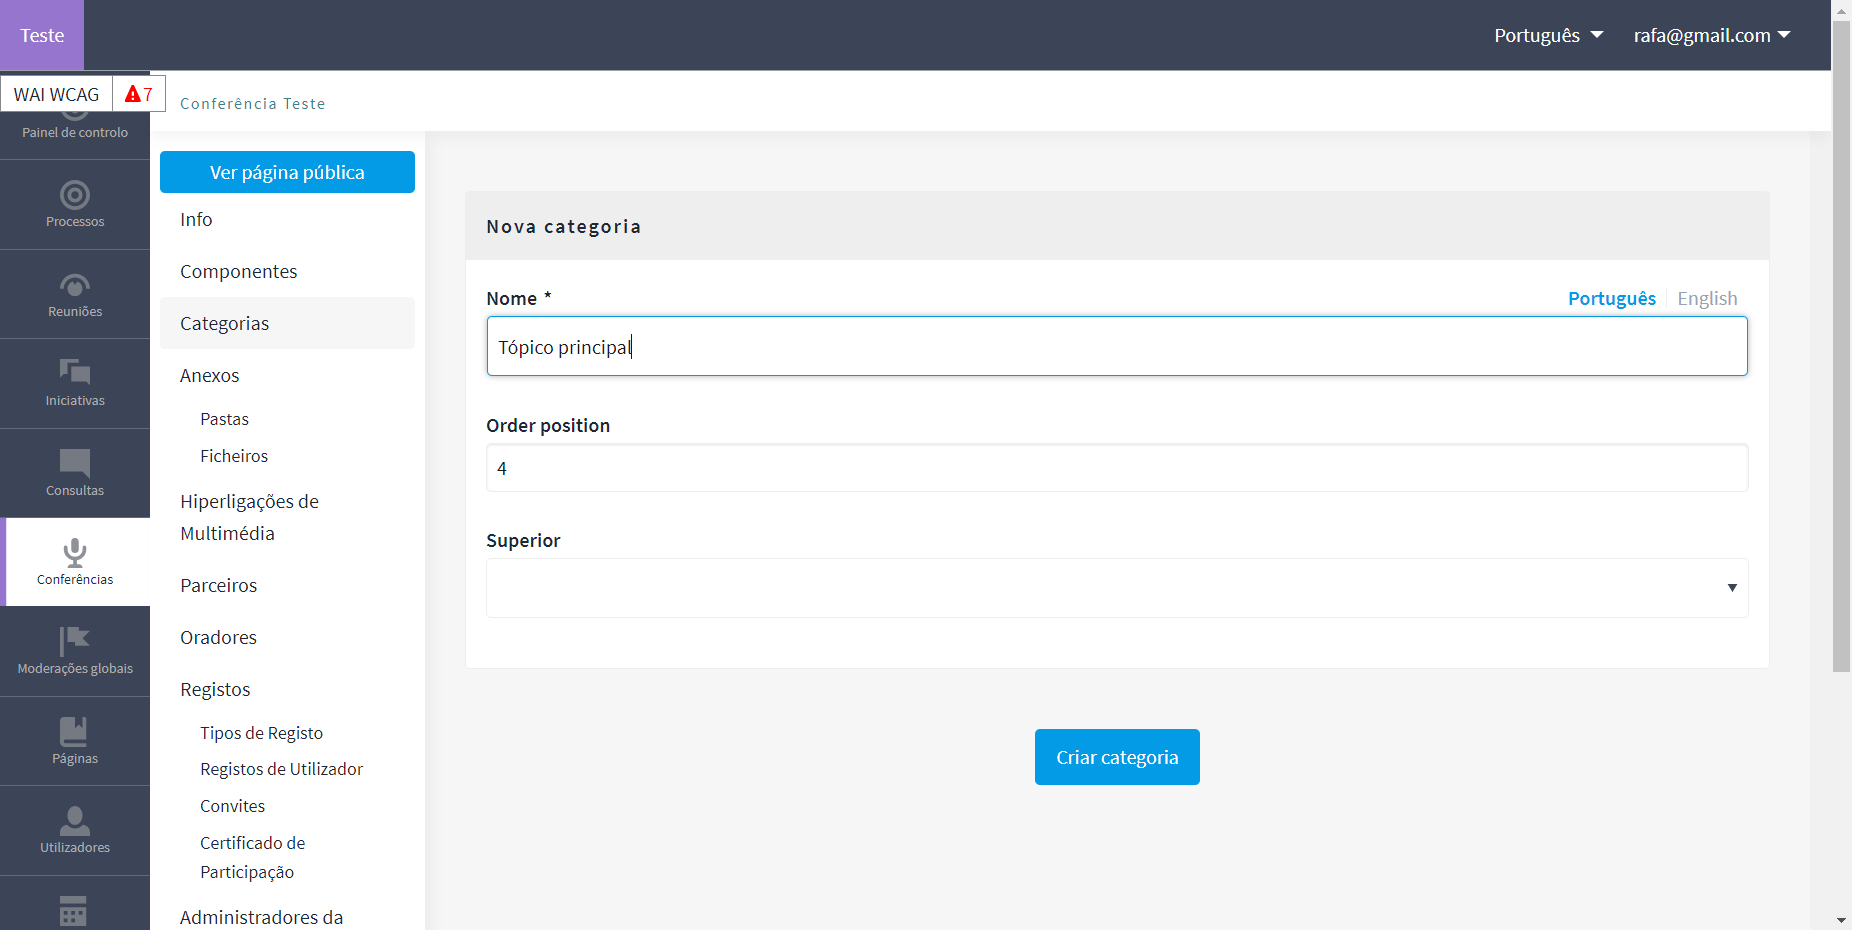 Teste
Português
rafa@gmail.com
WAI WCAG
7
Conferência Teste
Painel de controlo
Processos
Reuniões
Iniciativas
Consultas
Conferências
Moderações globais
Páginas
Utilizadores
Ver página pública
Info
Componentes
Categorias
Anexos
Pastas
Ficheiros
Hiperligações de
Multimédia
Parceiros
Oradores
Registos
Tipos de Registo
Registos de Utilizador
Convites
Certificado de
Participação
Administradores da
Nova categoria
Nome *
Português
English
Tópico principal
Order position
4
Superior
Criar categoria